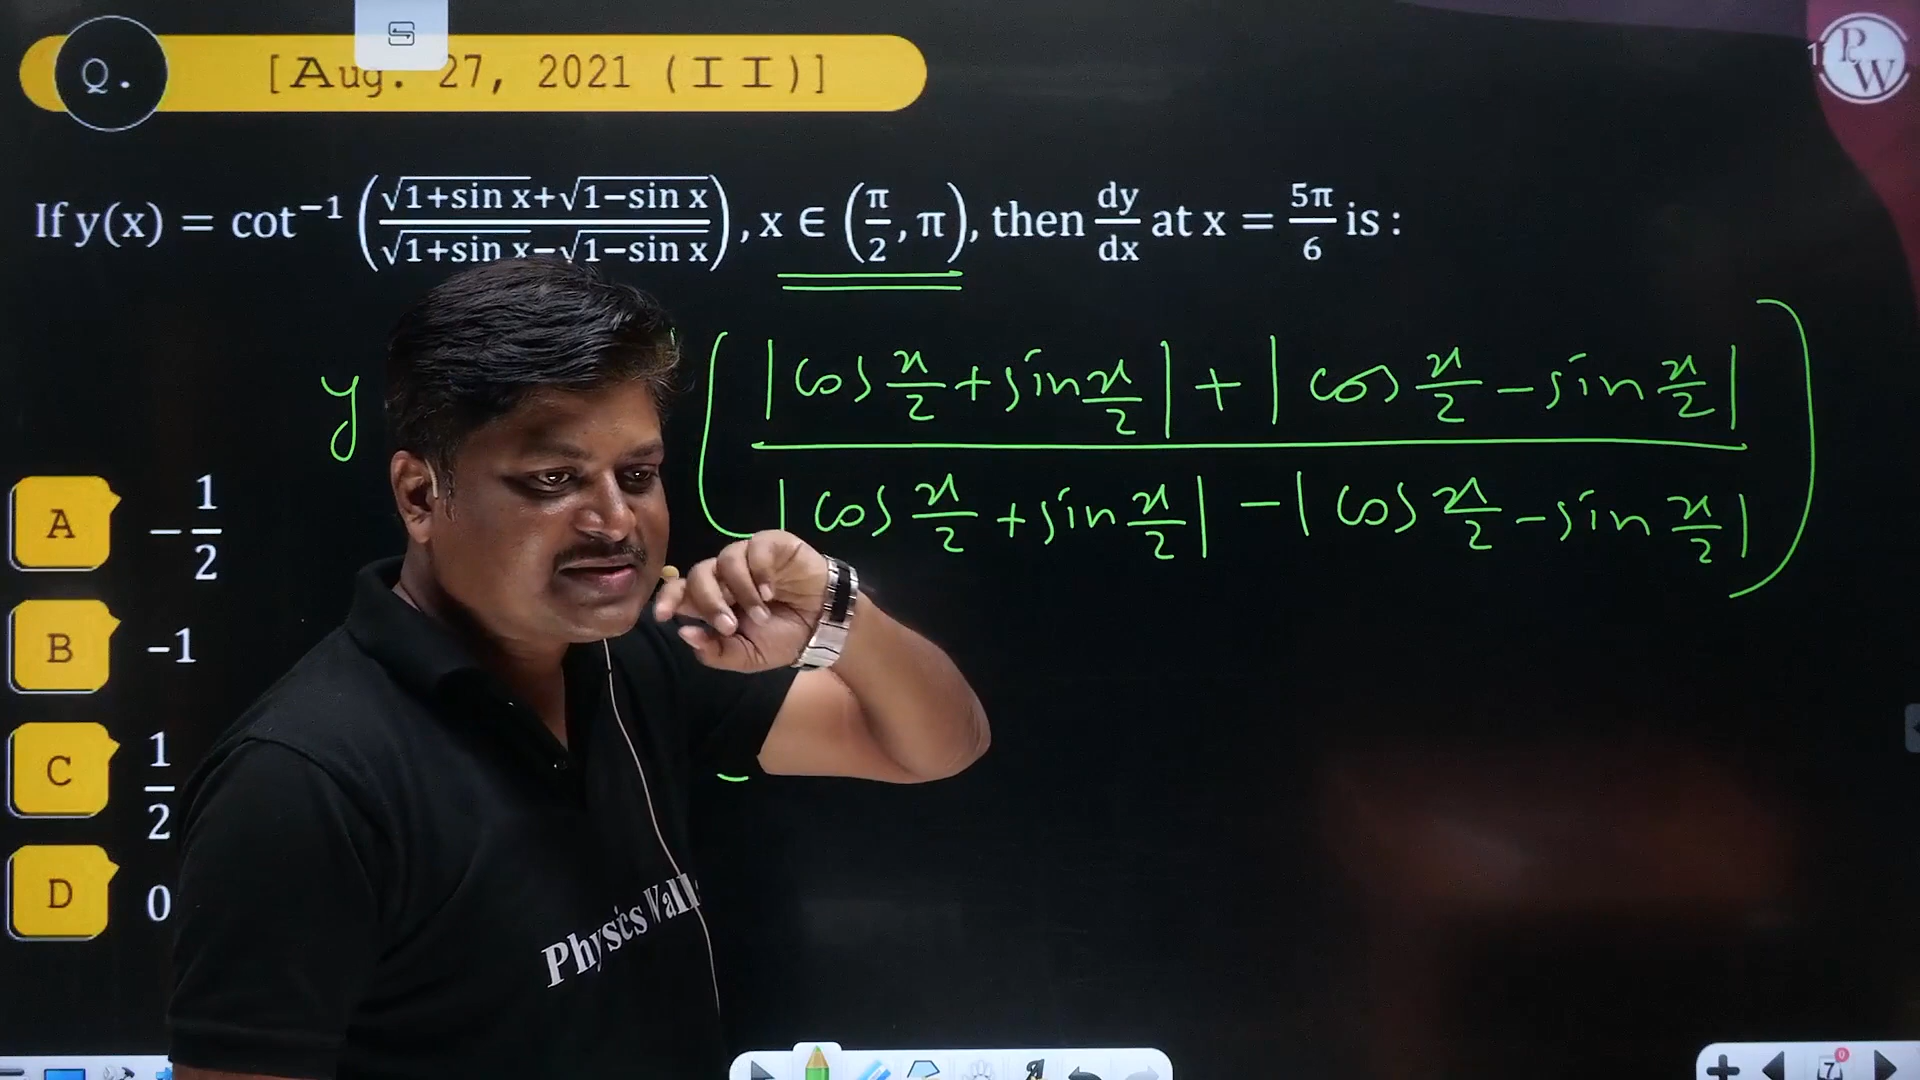 Q. [Aug. 27, 2021 (II)]
PW
If y(x) = cot⁻¹ ((√(1+sin x)+√(1−sin x))/(√(1+sin x)−√(1−sin x))), x ∈ (π/2, π), then dy/dx at x = 5π/6 is :
y (|cos x/2 + sin x/2| + |cos x/2 − sin x/2|)/(|cos x/2 + sin x/2| − |cos x/2 − sin x/2|)
A −1/2
B −1
C 1/2
D 0
Physics Wall
7
0